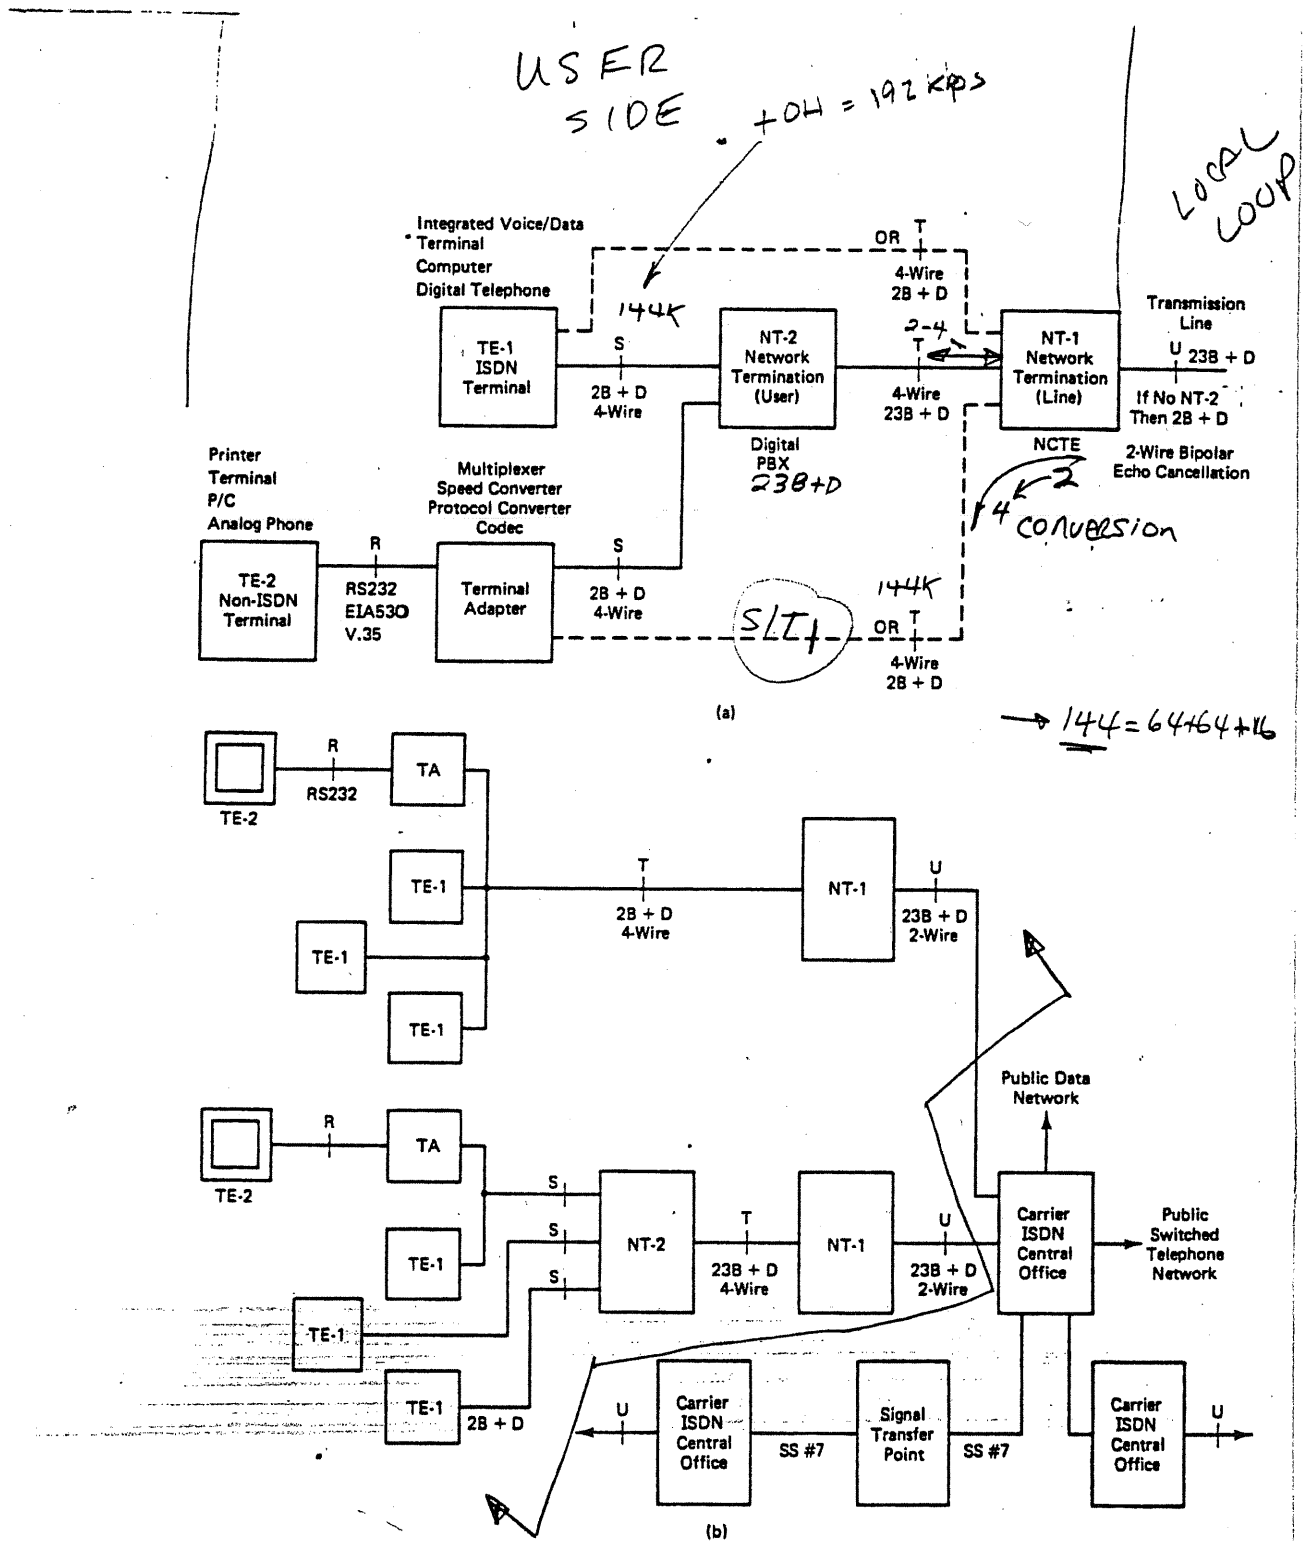 USER
SIDE
+OH = 192 kbps
LOCAL
LOOP
Integrated Voice/Data
Terminal
Computer
Digital Telephone
144K
TE-1
ISDN
Terminal
S
2B + D
4-Wire
NT-2
Network
Termination
(User)
Digital
PBX
23B+D
OR
T
4-Wire
2B + D
2-4
T
4-Wire
23B + D
NT-1
Network
Termination
(Line)
NCTE
Transmission
Line
U
23B + D
If No NT-2
Then 2B + D
2-Wire Bipolar
Echo Cancellation
4 2
CONVERSION
Printer
Terminal
P/C
Analog Phone
TE-2
Non-ISDN
Terminal
R
RS232
EIA530
V.35
Multiplexer
Speed Converter
Protocol Converter
Codec
Terminal
Adapter
S
2B + D
4-Wire
S/T
144K
OR
T
4-Wire
2B + D
(a)
144 = 64+64+16
TE-2
R
RS232
TA
TE-1
TE-1
TE-1
T
2B + D
4-Wire
NT-1
U
23B + D
2-Wire
Public Data
Network
TE-2
R
TA
TE-1
TE-1
TE-1
2B + D
S
S
S
NT-2
T
23B + D
4-Wire
NT-1
U
23B + D
2-Wire
Carrier
ISDN
Central
Office
Public
Switched
Telephone
Network
U
Carrier
ISDN
Central
Office
SS #7
Signal
Transfer
Point
SS #7
Carrier
ISDN
Central
Office
U
(b)